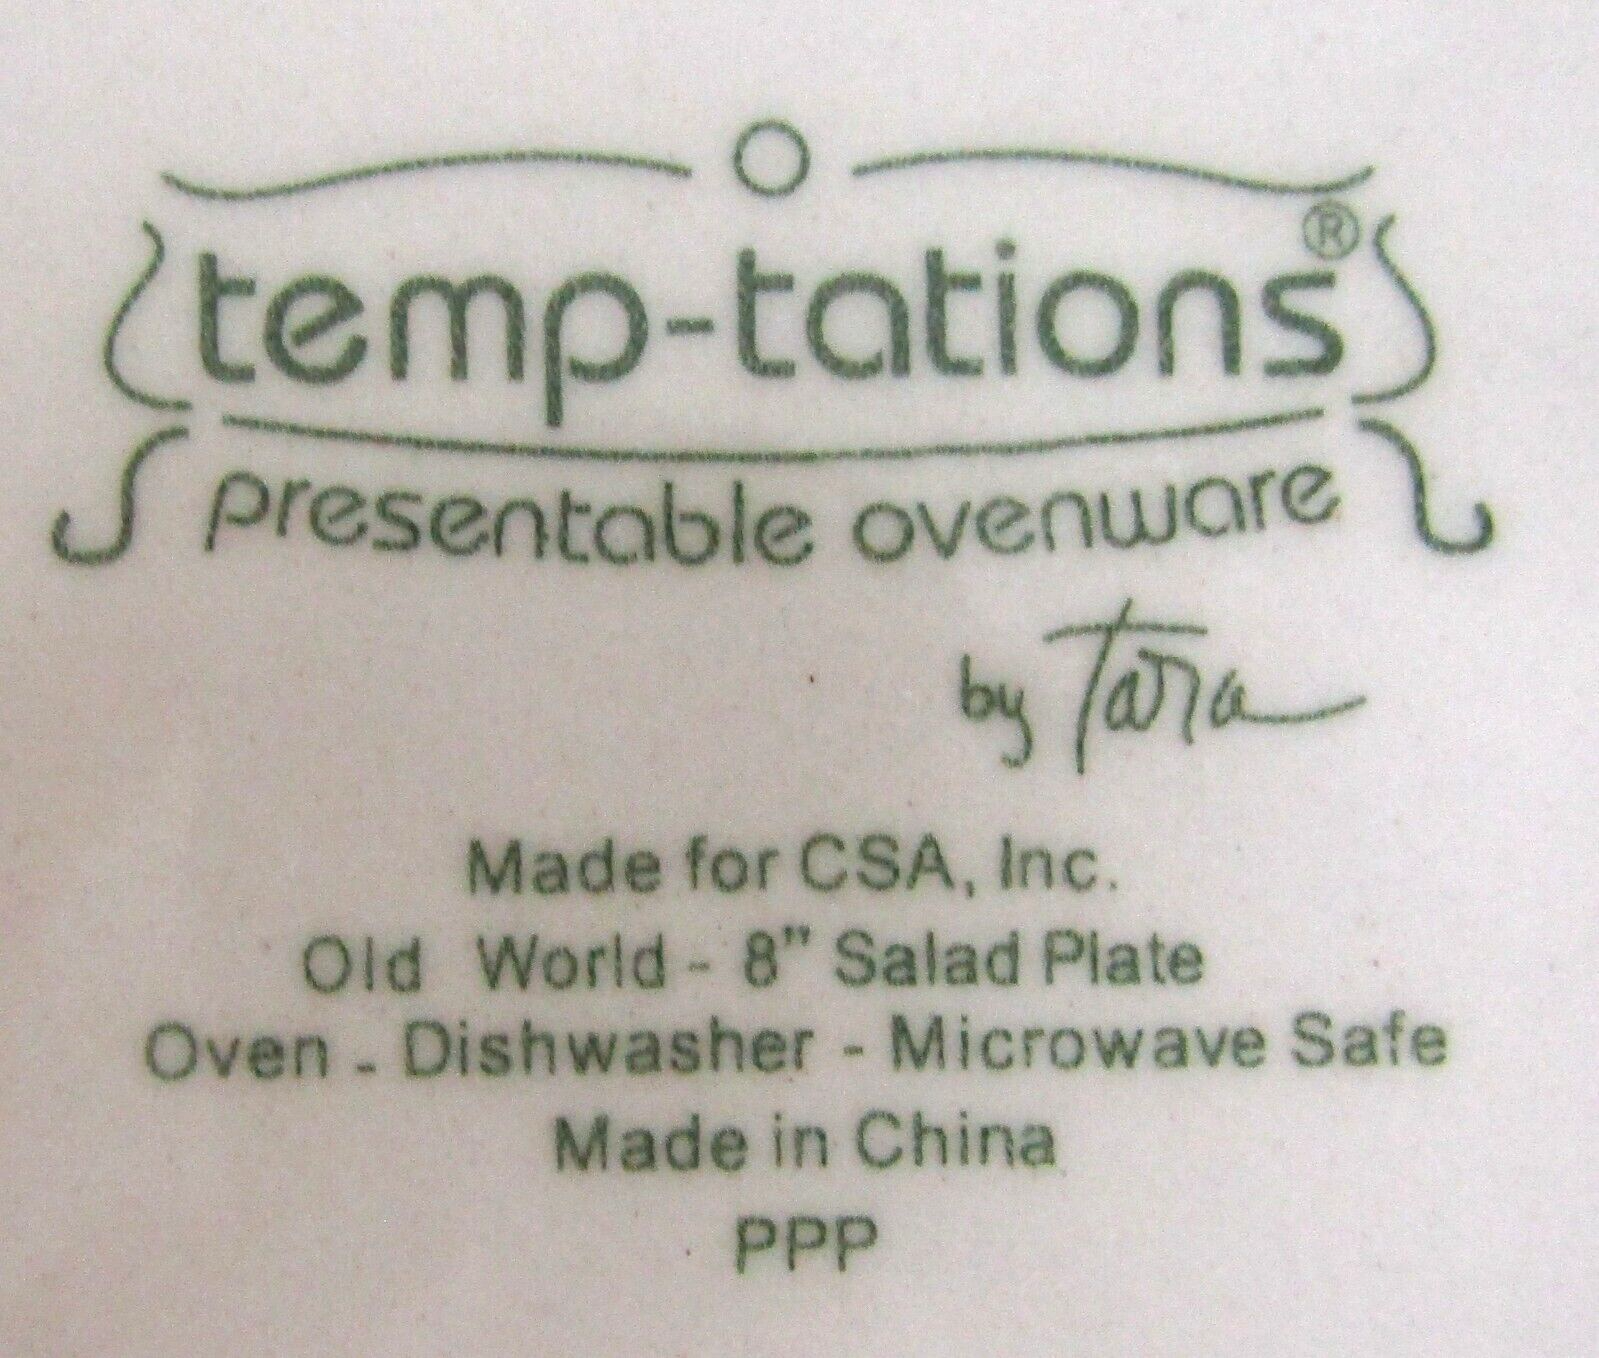 temp-tations®
presentable ovenware
by Tara
Made for CSA, Inc.
Old World - 8" Salad Plate
Oven - Dishwasher - Microwave Safe
Made in China
PPP